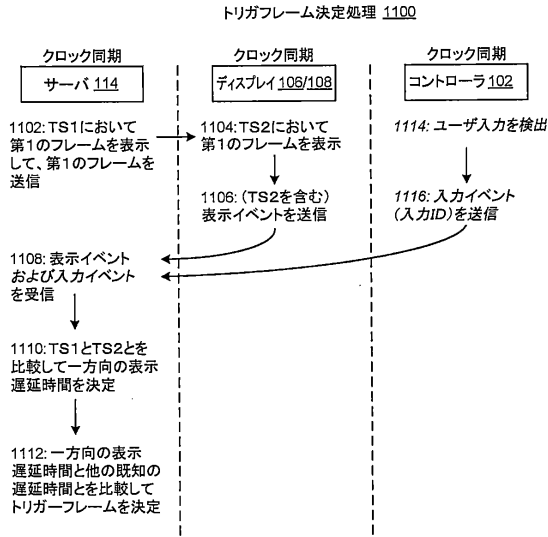 トリガフレーム決定処理 1100
クロック同期
サーバ 114
クロック同期
ディスプレイ 106/108
クロック同期
コントローラ 102
1102: TS1において
第1のフレームを表示
して、第1のフレームを
送信
1104: TS2において
第1のフレームを表示
1114: ユーザ入力を検出
1106: (TS2を含む)
表示イベントを送信
1116: 入力イベント
(入力ID)を送信
1108: 表示イベント
および入力イベント
を受信
1110: TS1とTS2とを
比較して一方向の表示
遅延時間を決定
1112: 一方向の表示
遅延時間と他の既知の
遅延時間とを比較して
トリガーフレームを決定